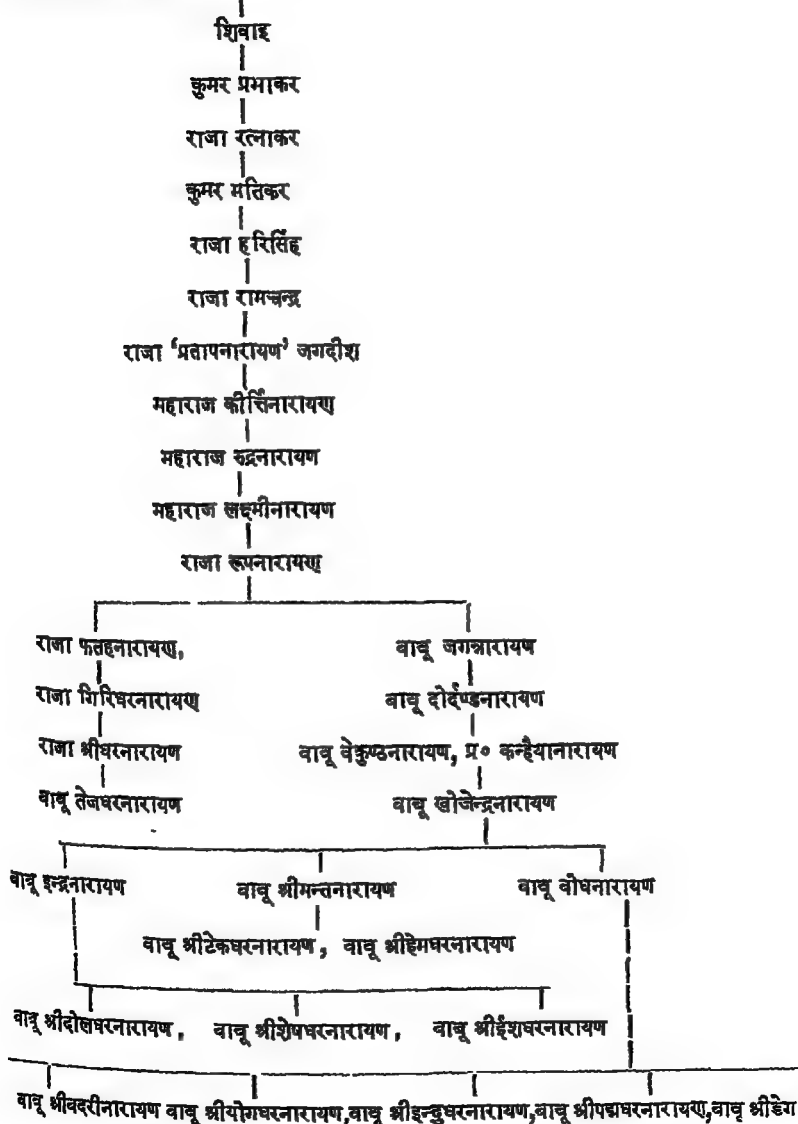 शिवाइ
कुमर प्रभाकर
राजा रत्नाकर
कुमर मतिकर
राजा हरिसिंह
राजा रामचन्द्र
राजा ‘प्रतापनारायण’ जगदीश
महाराज कीर्त्तिनारायण
महाराज रुद्रनारायण
महाराज लक्ष्मीनारायण
राजा रूपनारायण
राजा फतहनारायण, वावू जगन्नारायण
राजा गिरिधरनारायण वावू दोर्दण्डनारायण
राजा श्रीधरनारायण वावू वेकुण्ठनारायण, प्र० कन्हैयानारायण
वावू तेजधरनारायण वावू खोजेन्द्रनारायण
वावू इन्द्रनारायण वावू श्रीमन्तनारायण वावू वोधनारायण
वावू श्रीटेकधरनारायण, वावू श्रीहेमधरनारायण
वावू श्रीदोलधरनारायण, वावू श्रीशेषधरनारायण, वावू श्रीईशधरनारायण
वावू श्रीवदरीनारायण वावू श्रीयोगधरनारायण,वावू श्रीइन्दुधरनारायण,वावू श्रीपद्मधरनारायण,वावू श्रीडेग